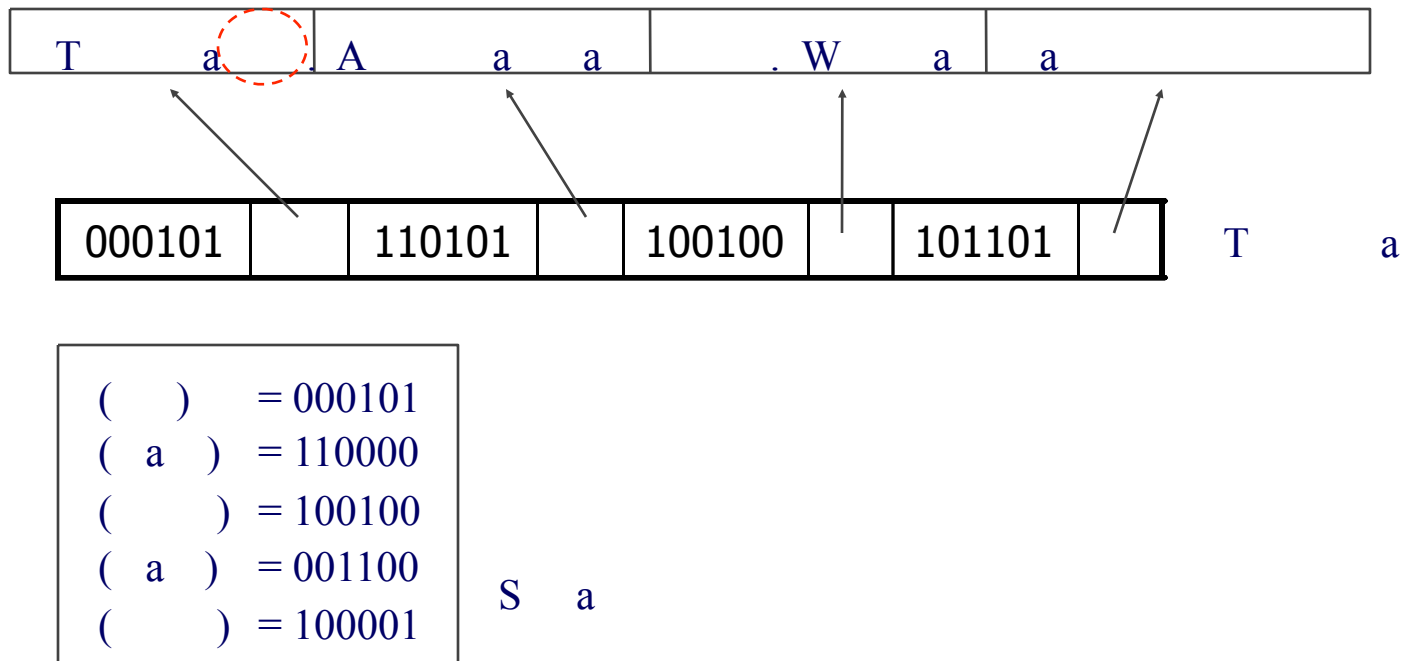 T a . A a a . W a a
000101 110101 100100 101101 T a
( ) = 000101
( a ) = 110000
( ) = 100100
( a ) = 001100
( ) = 100001
S a